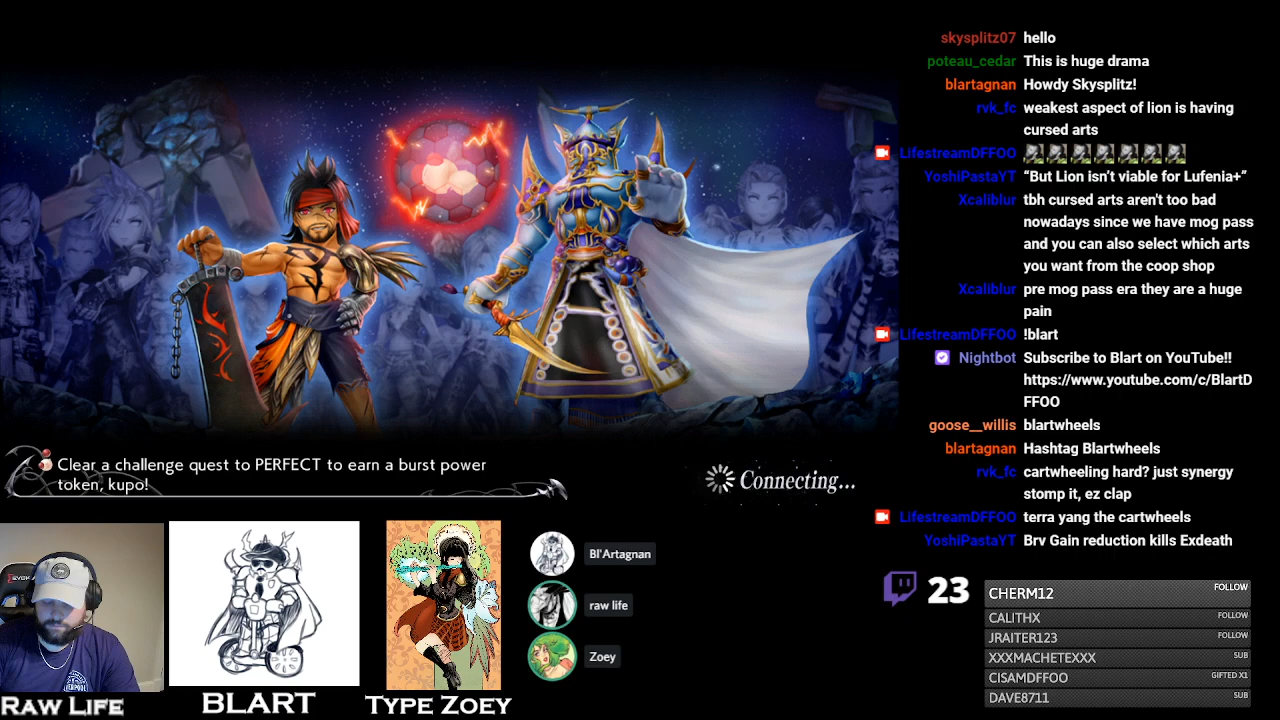 skysplitz07 hello
poteau_cedar This is huge drama
blartagnan Howdy Skysplitz!
rvk_fc weakest aspect of lion is having
cursed arts
LifestreamDFFOO
YoshiPastaYT “But Lion isn’t viable for Lufenia+”
Xcaliblur tbh cursed arts aren't too bad
nowadays since we have mog pass
and you can also select which arts
you want from the coop shop
Xcaliblur pre mog pass era they are a huge
pain
LifestreamDFFOO !blart
Nightbot Subscribe to Blart on YouTube!!
https://www.youtube.com/c/BlartD
FFOO
goose__willis blartwheels
blartagnan Hashtag Blartwheels
rvk_fc cartwheeling hard? just synergy
stomp it, ez clap
LifestreamDFFOO terra yang the cartwheels
YoshiPastaYT Brv Gain reduction kills Exdeath
Clear a challenge quest to PERFECT to earn a burst power
token, kupo!
Connecting...
Bl'Artagnan
raw life
Zoey
Raw Life
BLART
Type Zoey
23
CHERM12 FOLLOW
CALITHX FOLLOW
JRAITER123 FOLLOW
XXXMACHETEXXX SUB
CISAMDFFOO GIFTED X1
DAVE8711 SUB